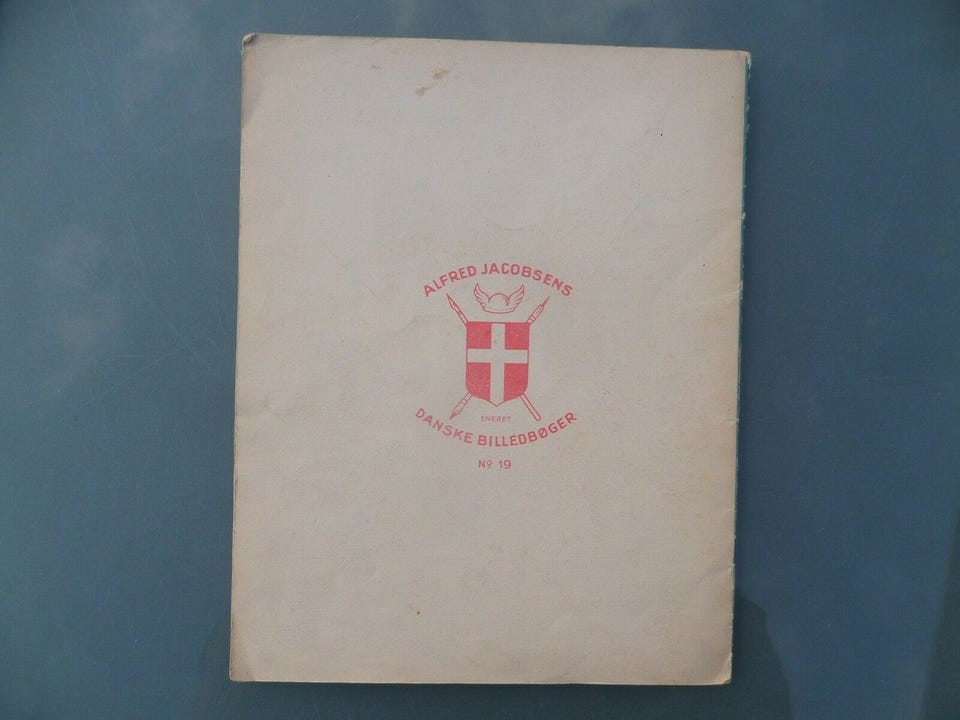 ALFRED JACOBSENS
ENERET
DANSKE BILLEDBØGER
Nº 19